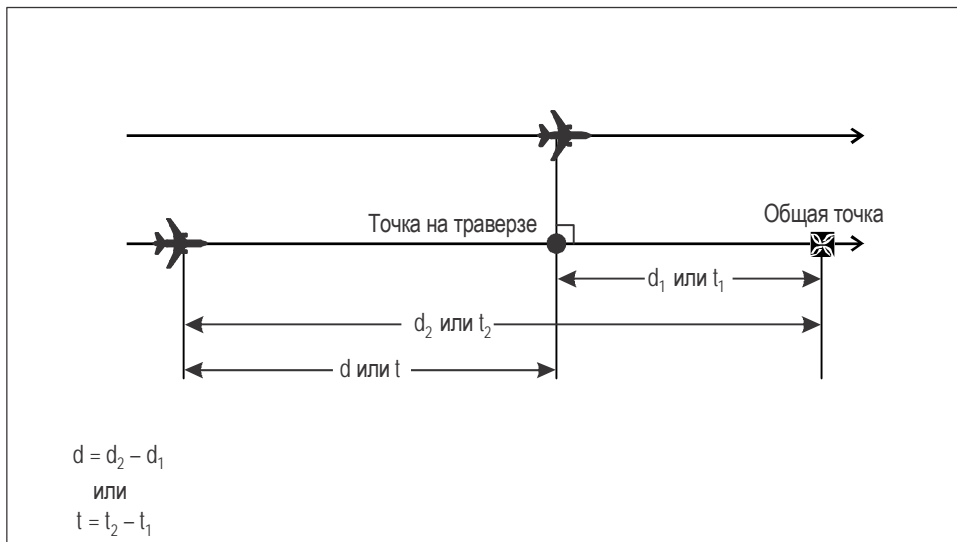 Точка на траверзе
Общая точка
d₁ или t₁
d₂ или t₂
d или t
d = d₂ – d₁
или
t = t₂ – t₁